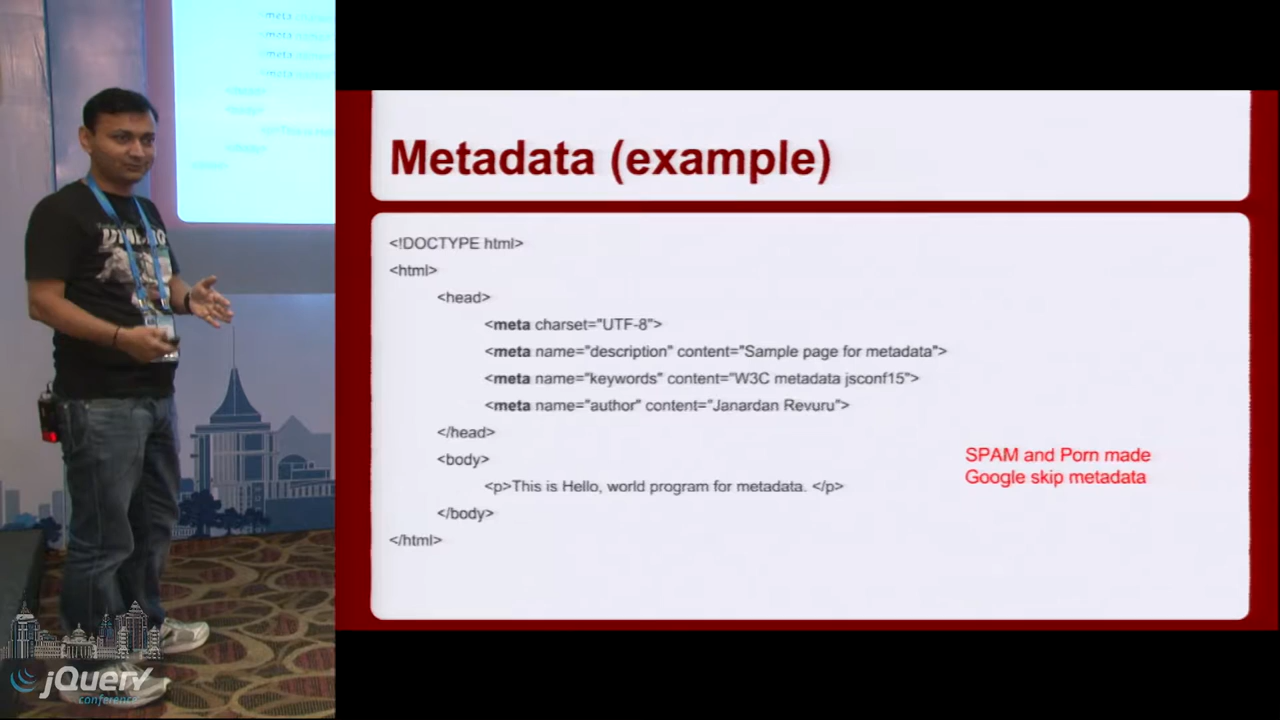 Metadata (example)
<!DOCTYPE html>
<html>
<head>
<meta charset="UTF-8">
<meta name="description" content="Sample page for metadata">
<meta name="keywords" content="W3C metadata jsconf15">
<meta name="author" content="Janardan Revuru">
</head>
<body>
<p>This is Hello, world program for metadata. </p>
</body>
</html>
SPAM and Porn made
Google skip metadata
jQuery
conference